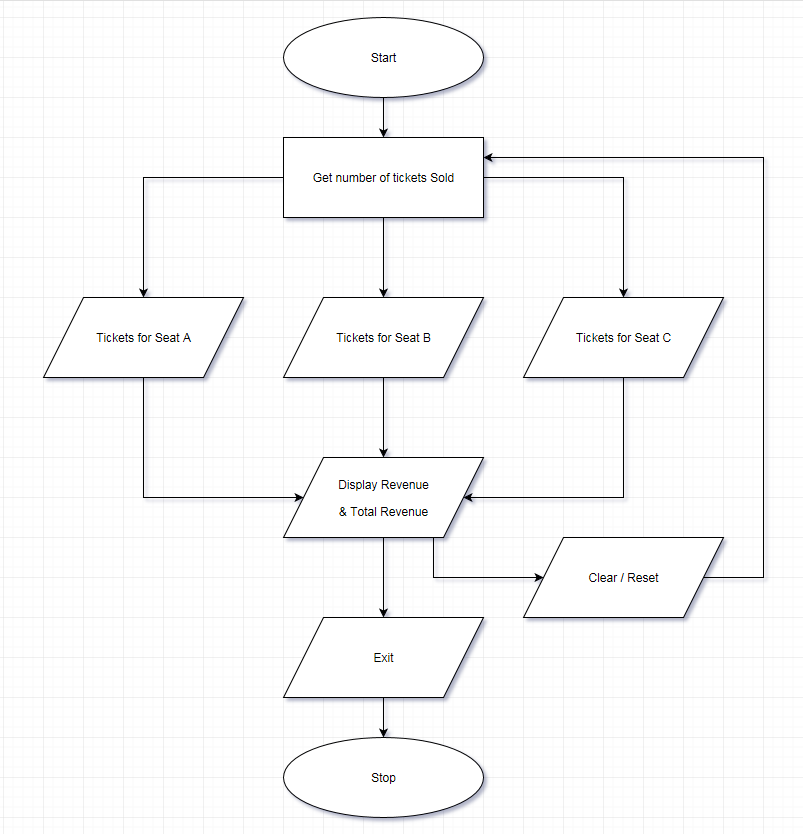 Start
Get number of tickets Sold
Tickets for Seat A
Tickets for Seat B
Tickets for Seat C
Display Revenue
& Total Revenue
Clear / Reset
Exit
Stop